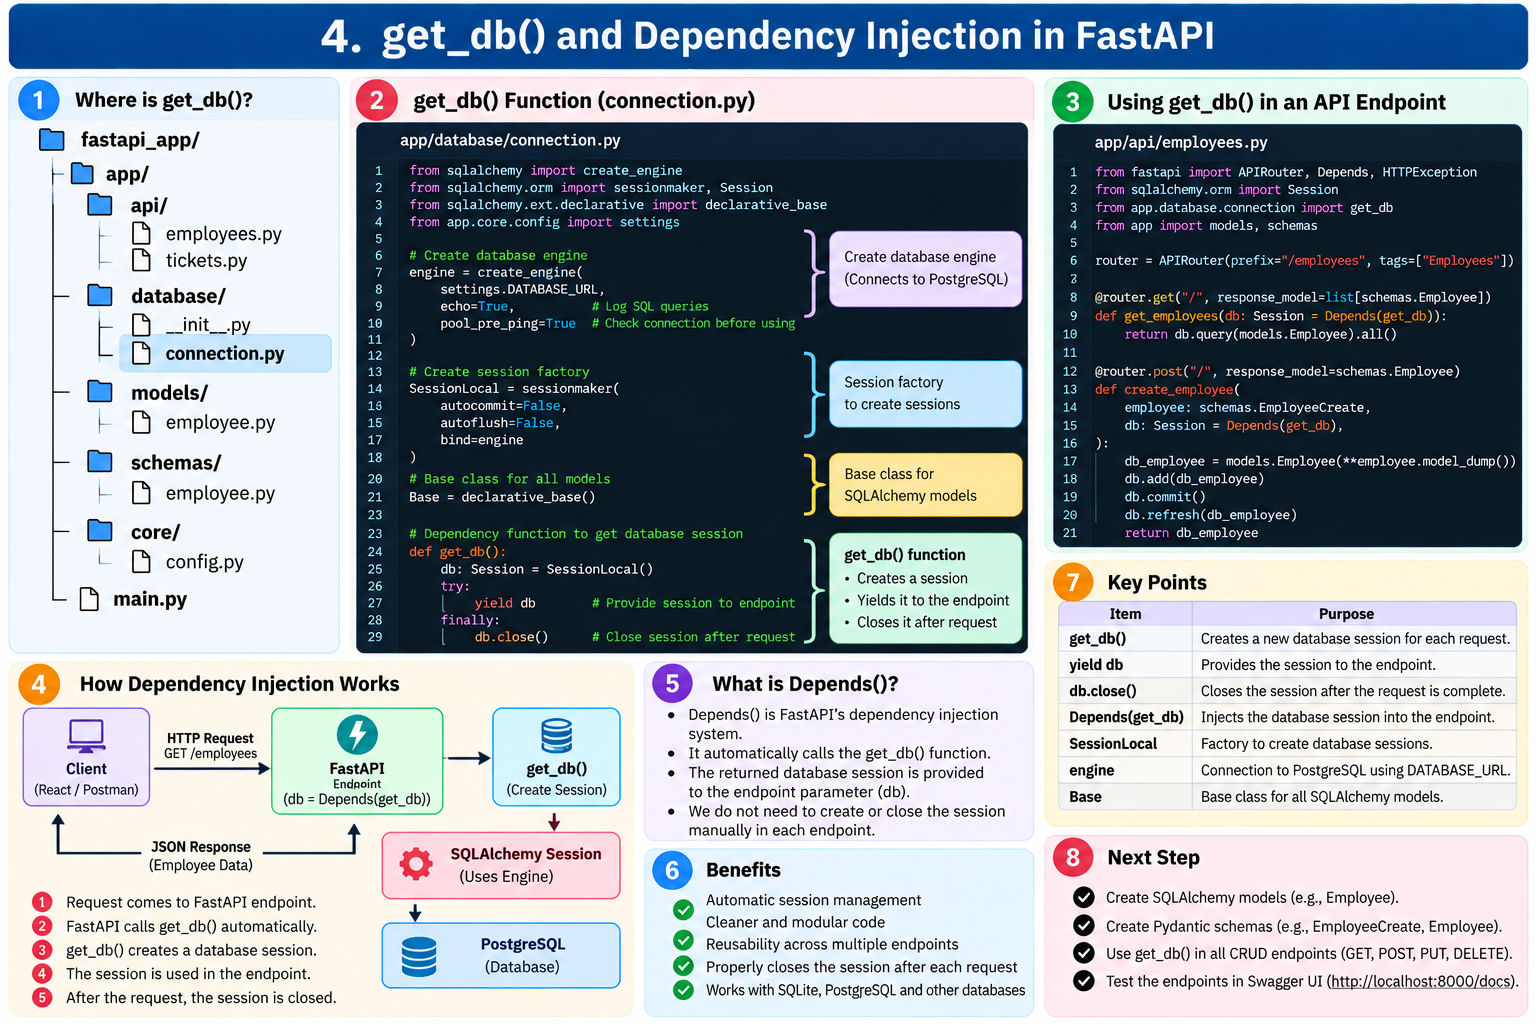 4. get_db() and Dependency Injection in FastAPI
1 Where is get_db()?
fastapi_app/
app/
api/
employees.py
tickets.py
database/
__init__.py
connection.py
models/
employee.py
schemas/
employee.py
core/
config.py
main.py
2 get_db() Function (connection.py)
app/database/connection.py
1 from sqlalchemy import create_engine
2 from sqlalchemy.orm import sessionmaker, Session
3 from sqlalchemy.ext.declarative import declarative_base
4 from app.core.config import settings
5
6 # Create database engine
7 engine = create_engine(
8 settings.DATABASE_URL,
9 echo=True, # Log SQL queries
10 pool_pre_ping=True # Check connection before using
11 )
12
13 # Create session factory
14 SessionLocal = sessionmaker(
16 autocommit=False,
15 autoflush=False,
17 bind=engine
18 )
20 # Base class for all models
21 Base = declarative_base()
23
23 # Dependency function to get database session
24 def get_db():
25 db: Session = SessionLocal()
26 try:
27 yield db # Provide session to endpoint
28 finally:
29 db.close() # Close session after request
Create database engine
(Connects to PostgreSQL)
Session factory
to create sessions
Base class for
SQLAlchemy models
get_db() function
• Creates a session
• Yields it to the endpoint
• Closes it after request
3 Using get_db() in an API Endpoint
app/api/employees.py
1 from fastapi import APIRouter, Depends, HTTPException
2 from sqlalchemy.orm import Session
3 from app.database.connection import get_db
4 from app import models, schemas
5
6 router = APIRouter(prefix="/employees", tags=["Employees"])
2
8 @router.get("/", response_model=list[schemas.Employee])
9 def get_employees(db: Session = Depends(get_db)):
10 return db.query(models.Employee).all()
11
12 @router.post("/", response_model=schemas.Employee)
13 def create_employee(
14 employee: schemas.EmployeeCreate,
15 db: Session = Depends(get_db),
16 ):
17 db_employee = models.Employee(**employee.model_dump())
18 db.add(db_employee)
19 db.commit()
20 db.refresh(db_employee)
21 return db_employee
4 How Dependency Injection Works
Client
(React / Postman)
HTTP Request
GET /employees
FastAPI
Endpoint
(db = Depends(get_db))
get_db()
(Create Session)
JSON Response
(Employee Data)
SQLAlchemy Session
(Uses Engine)
PostgreSQL
(Database)
1 Request comes to FastAPI endpoint.
2 FastAPI calls get_db() automatically.
3 get_db() creates a database session.
4 The session is used in the endpoint.
5 After the request, the session is closed.
5 What is Depends()?
• Depends() is FastAPI's dependency injection
system.
• It automatically calls the get_db() function.
• The returned database session is provided
to the endpoint parameter (db).
• We do not need to create or close the session
manually in each endpoint.
6 Benefits
Automatic session management
Cleaner and modular code
Reusability across multiple endpoints
Properly closes the session after each request
Works with SQLite, PostgreSQL and other databases
7 Key Points
Item Purpose
get_db() Creates a new database session for each request.
yield db Provides the session to the endpoint.
db.close() Closes the session after the request is complete.
Depends(get_db) Injects the database session into the endpoint.
SessionLocal Factory to create database sessions.
engine Connection to PostgreSQL using DATABASE_URL.
Base Base class for all SQLAlchemy models.
8 Next Step
Create SQLAlchemy models (e.g., Employee).
Create Pydantic schemas (e.g., EmployeeCreate, Employee).
Use get_db() in all CRUD endpoints (GET, POST, PUT, DELETE).
Test the endpoints in Swagger UI (http://localhost:8000/docs).